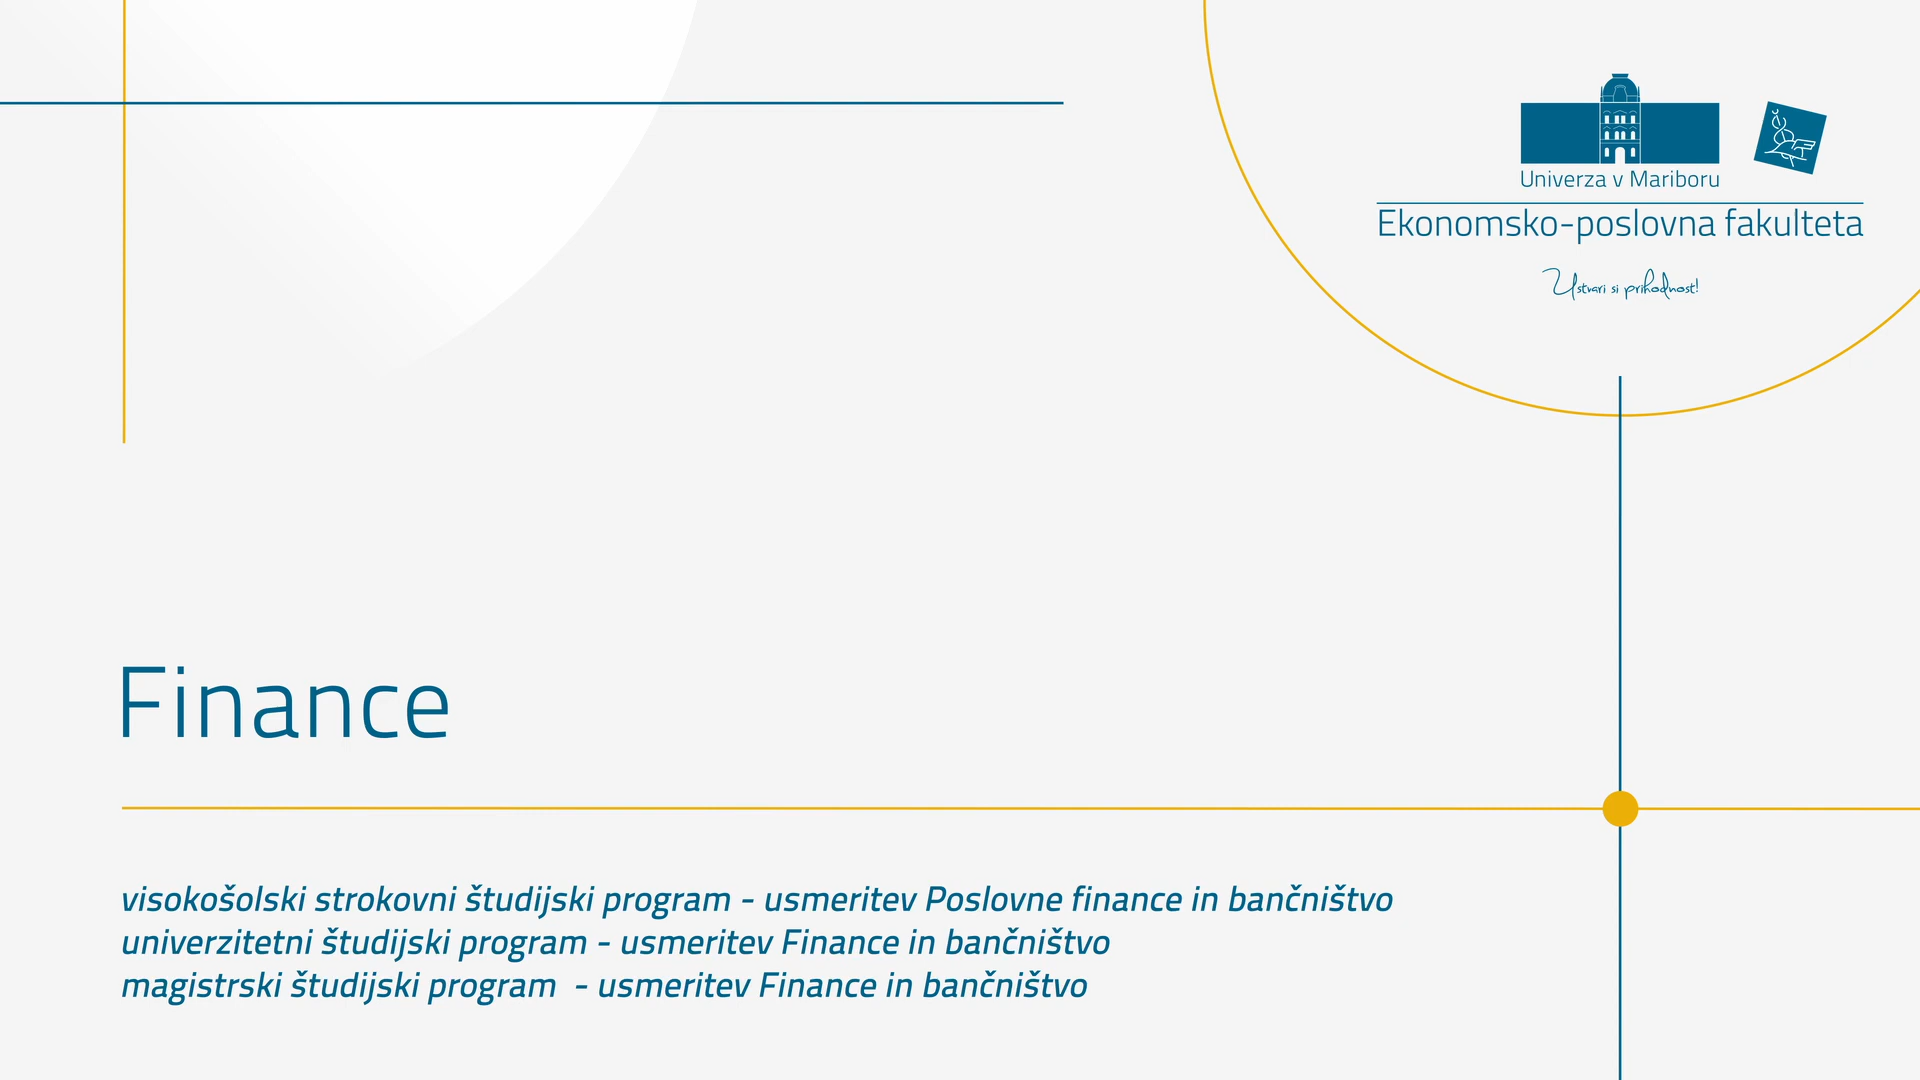 Univerza v Mariboru
Ekonomsko-poslovna fakulteta
Ustvari si prihodnost!
Finance
visokošolski strokovni študijski program - usmeritev Poslovne finance in bančništvo
univerzitetni študijski program - usmeritev Finance in bančništvo
magistrski študijski program - usmeritev Finance in bančništvo